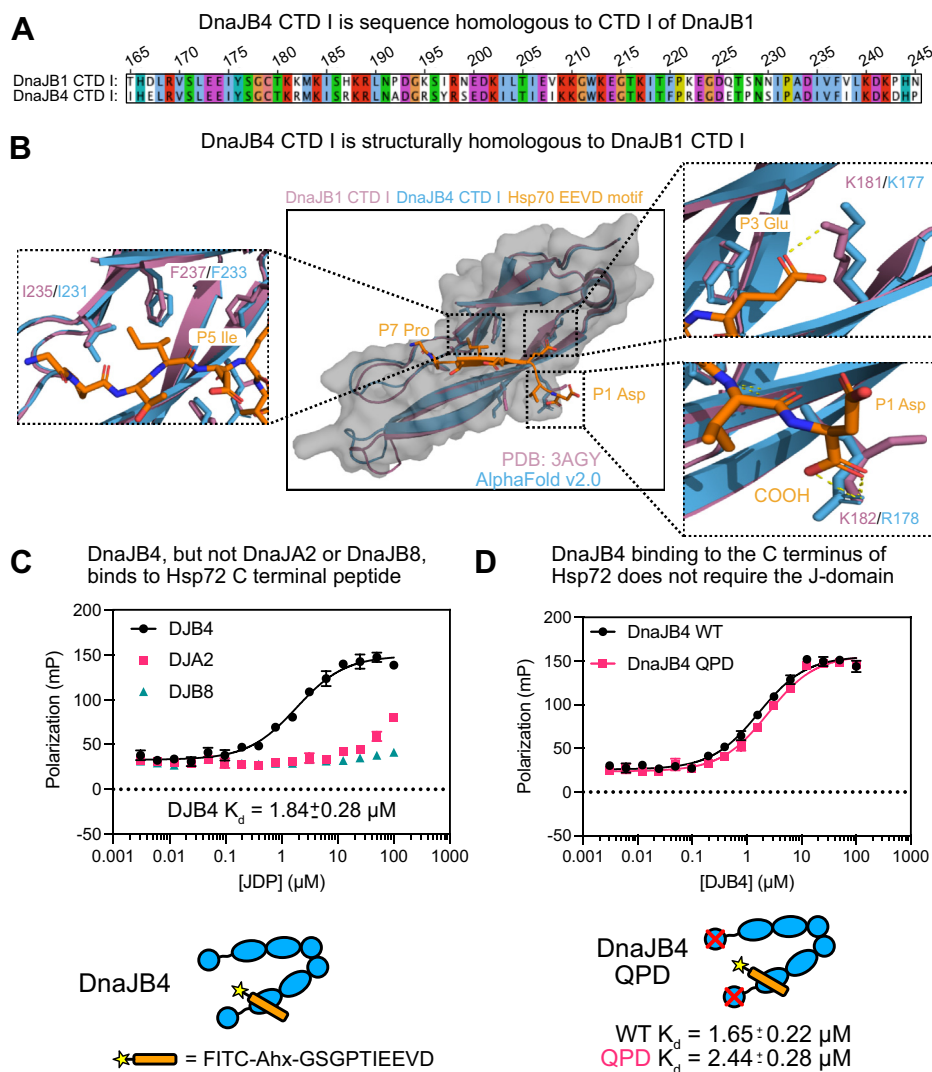 A
DnaJB4 CTD I is sequence homologous to CTD I of DnaJB1
165 170 175 180 185 190 195 200 205 210 215 220 225 230 235 240 245
DnaJB1 CTD I: THDLRVSLEEIYSGCTKKMKISHKRLNPDGKSIRNEDKILTIEVKKGWKEGTKITFPKEGDQTSNNIPADIVFVLKDKPHN
DnaJB4 CTD I: IHELRVSLEEIYSGCTKRMKISRKRLNADGRSYRSEDKILTIEIKKGWKEGTKITFPREGDETPNSIPADIVFIIKDKDHP
B
DnaJB4 CTD I is structurally homologous to DnaJB1 CTD I
DnaJB1 CTD I DnaJB4 CTD I Hsp70 EEVD motif
F237/F233
I235/I231
P5 Ile
P7 Pro
P1 Asp
PDB: 3AGY
AlphaFold v2.0
K181/K177
P3 Glu
P1 Asp
COOH
K182/R178
C
DnaJB4, but not DnaJA2 or DnaJB8,
binds to Hsp72 C terminal peptide
200
150
100
50
0
-50
Polarization (mP)
DJB4
DJA2
DJB8
DJB4 Kd = 1.84±0.28 µM
0.001 0.01 0.1 1 10 100 1000
[JDP] (µM)
DnaJB4
= FITC-Ahx-GSGPTIEEVD
D
DnaJB4 binding to the C terminus of
Hsp72 does not require the J-domain
200
150
100
50
0
-50
Polarization (mP)
DnaJB4 WT
DnaJB4 QPD
0.001 0.01 0.1 1 10 100 1000
[DJB4] (µM)
DnaJB4
QPD
WT Kd = 1.65±0.22 µM
QPD Kd = 2.44±0.28 µM